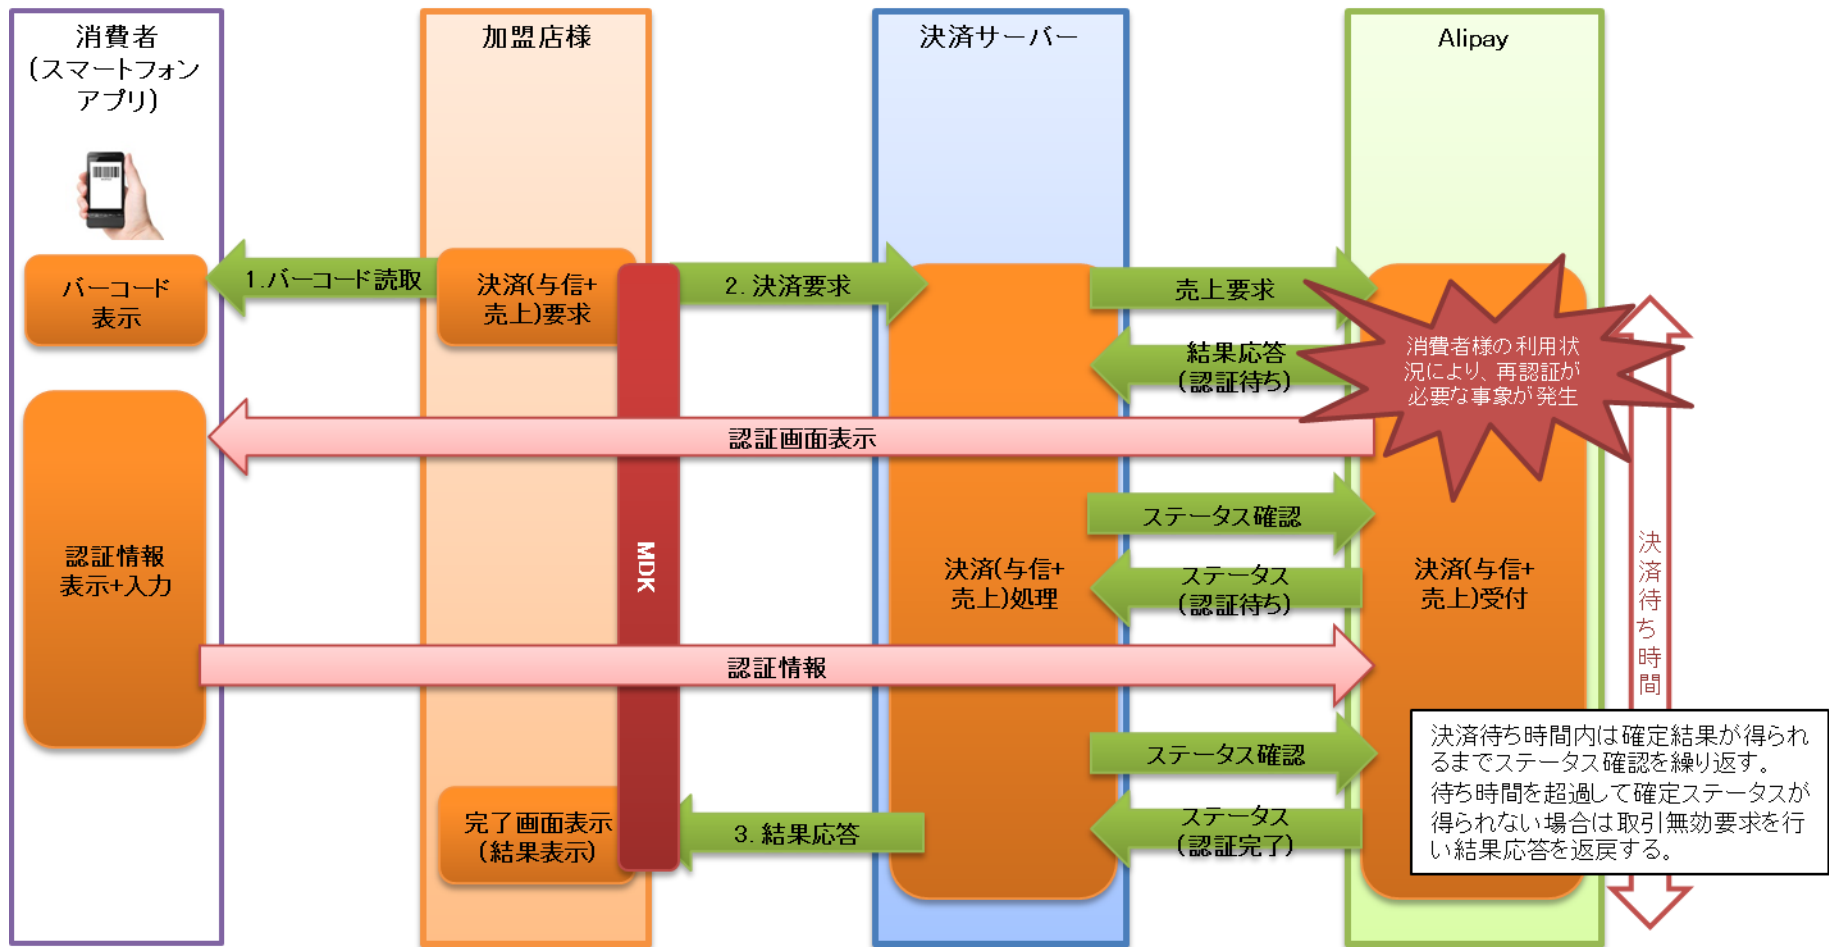 消費者
(スマートフォン
アプリ)
加盟店様
決済サーバー
Alipay
バーコード
表示
1.バーコード読取
決済(与信+
売上)要求
2. 決済要求
売上要求
結果応答
(認証待ち)
消費者様の利用状
況により、再認証が
必要な事象が発生
認証画面表示
ステータス確認
認証情報
表示+入力
MDK
決済(与信+
売上)処理
ステータス
(認証待ち)
決済(与信+
売上)受付
決済待ち時間
認証情報
ステータス確認
決済待ち時間内は確定結果が得られ
るまでステータス確認を繰り返す。
待ち時間を超過して確定ステータスが
得られない場合は取引無効要求を行
い結果応答を返戻する。
完了画面表示
(結果表示)
3. 結果応答
ステータス
(認証完了)